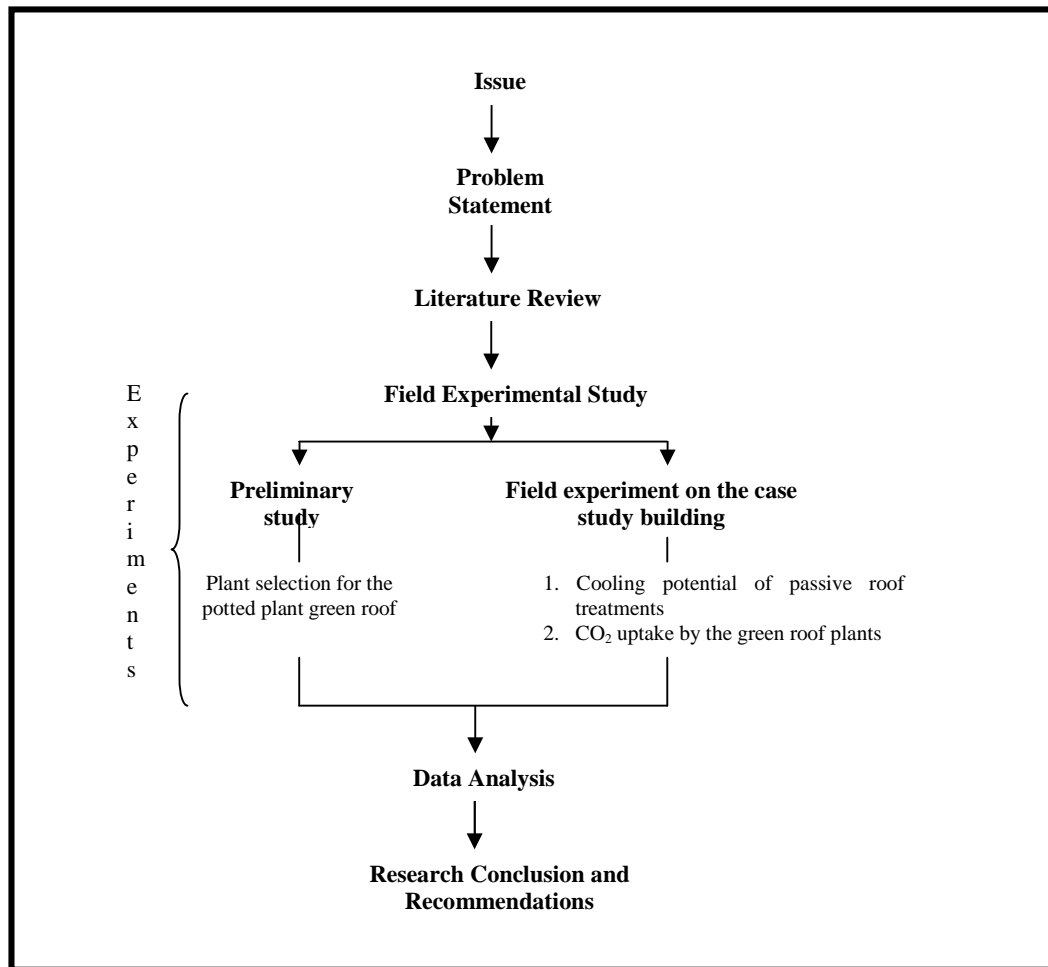 Issue
Problem
Statement
Literature Review
Field Experimental Study
Experiments
Preliminary
study
Field experiment on the case
study building
Plant selection for the
potted plant green roof
1. Cooling potential of passive roof
treatments
2. CO₂ uptake by the green roof plants
Data Analysis
Research Conclusion and
Recommendations